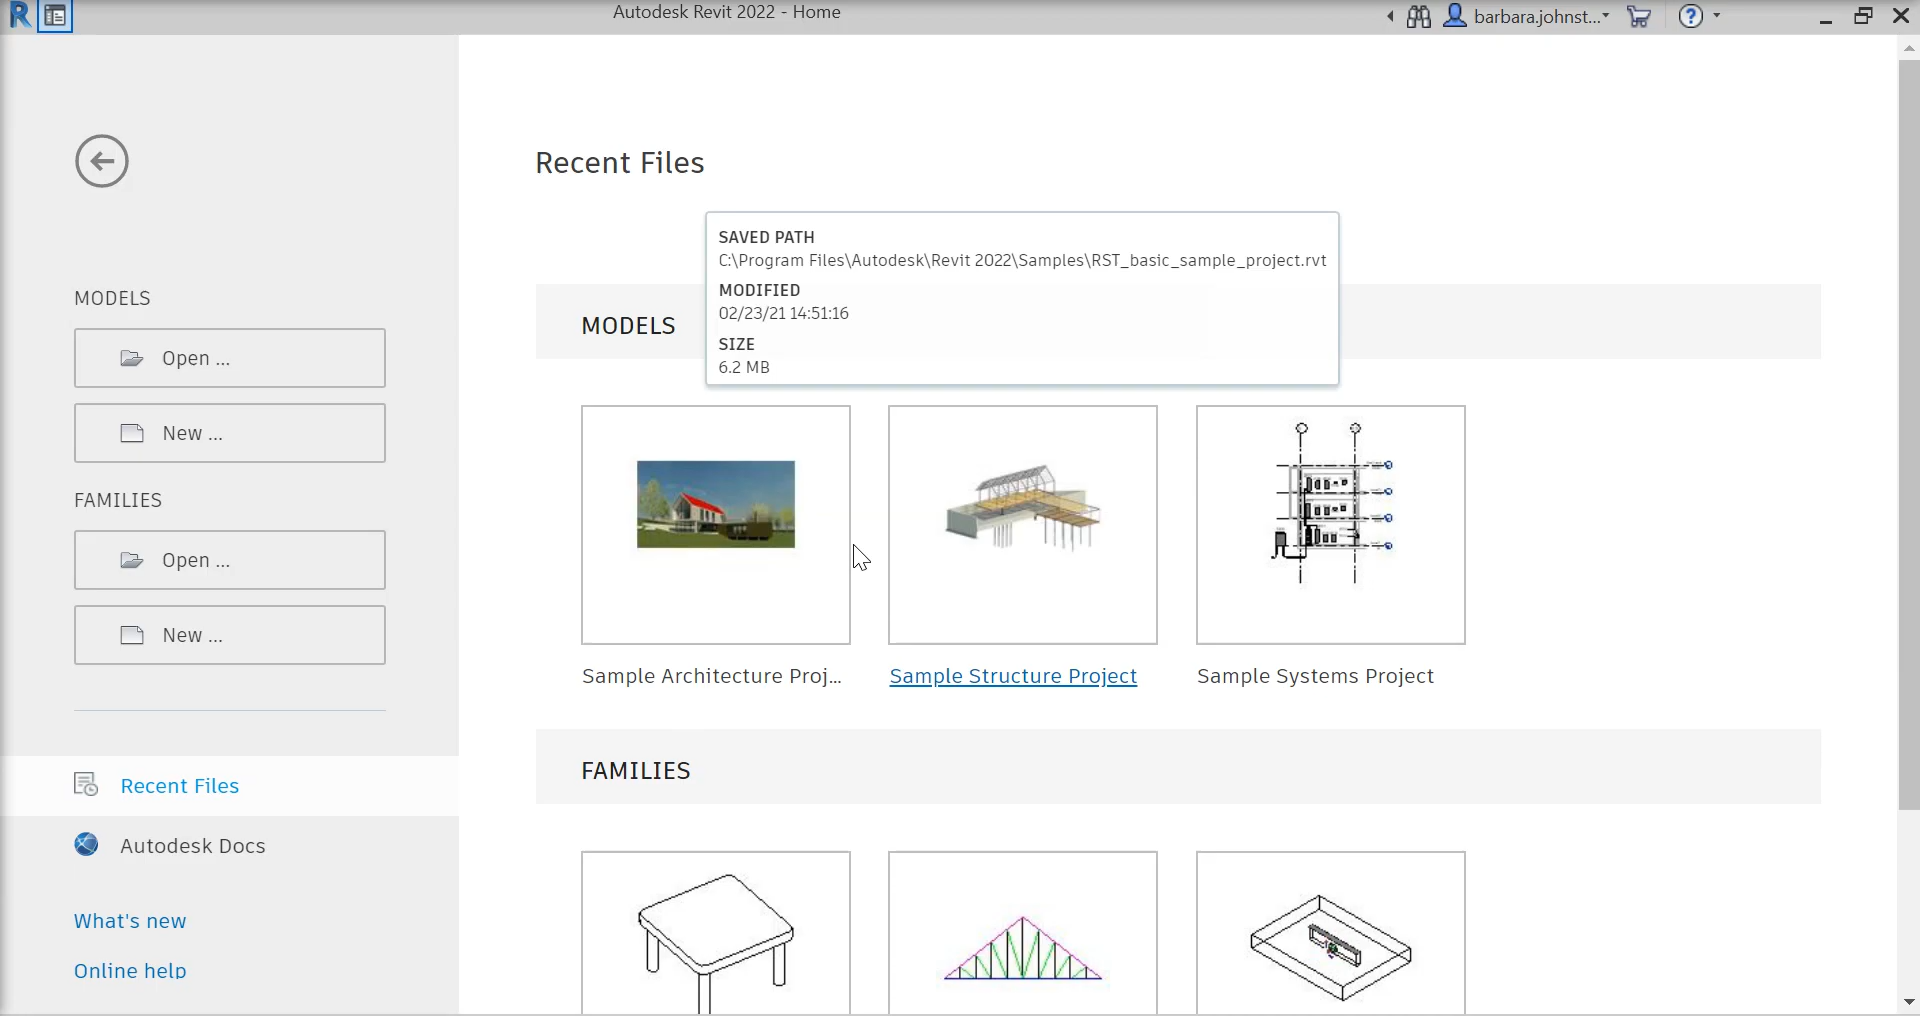 Autodesk Revit 2022 - Home
barbara.johnst...
Recent Files
SAVED PATH
C:\Program Files\Autodesk\Revit 2022\Samples\RST_basic_sample_project.rvt
MODIFIED
02/23/21 14:51:16
SIZE
6.2 MB
MODELS
Open ...
New ...
FAMILIES
Open ...
New ...
Recent Files
Autodesk Docs
What's new
Online help
MODELS
Sample Architecture Proj...
Sample Structure Project
Sample Systems Project
FAMILIES